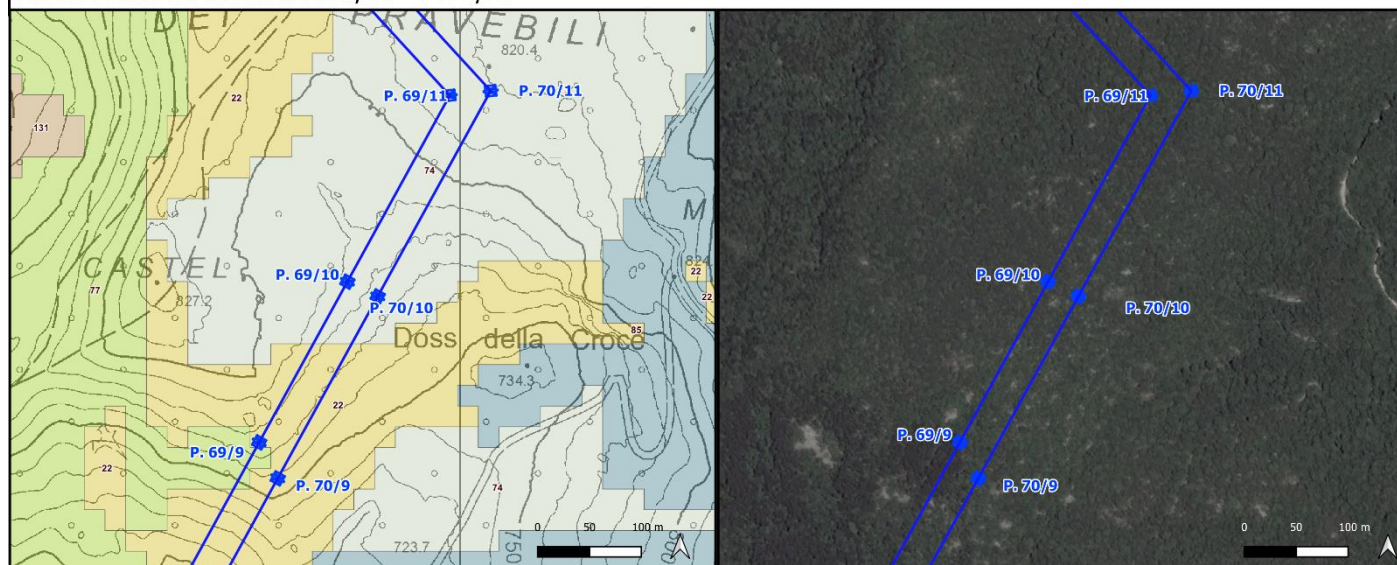 DEI PRAVEBILI
820.4
22
P. 69/11
P. 70/11
131
74
M
CASTEL
22
77
827.2
P. 69/10
P. 70/10
22
85
Doss della Croce
734.3
22
P. 69/9
22
P. 70/9
74
723.7
750
0 50 100 m
P. 69/11
P. 70/11
P. 69/10
P. 70/10
P. 69/9
P. 70/9
0 50 100 m